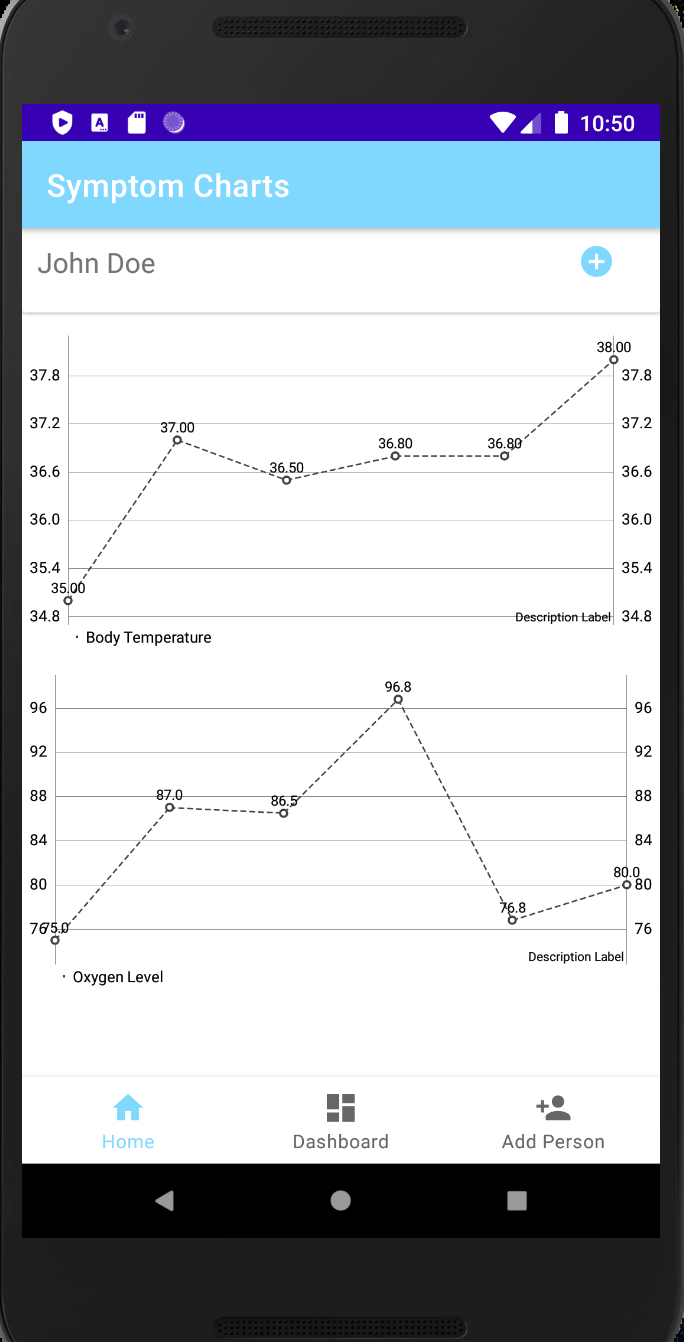 10:50
Symptom Charts
John Doe
38.00
37.8 37.8
37.00
37.2 37.2
36.80 36.80
36.50
36.6 36.6
36.0 36.0
35.4 35.4
35.00
34.8 Description Label 34.8
Body Temperature
96.8
96 96
92 92
88 87.0 88
86.5
84 84
80.0
80 80
76.8
76 75.0 76
Description Label
Oxygen Level
Home Dashboard Add Person